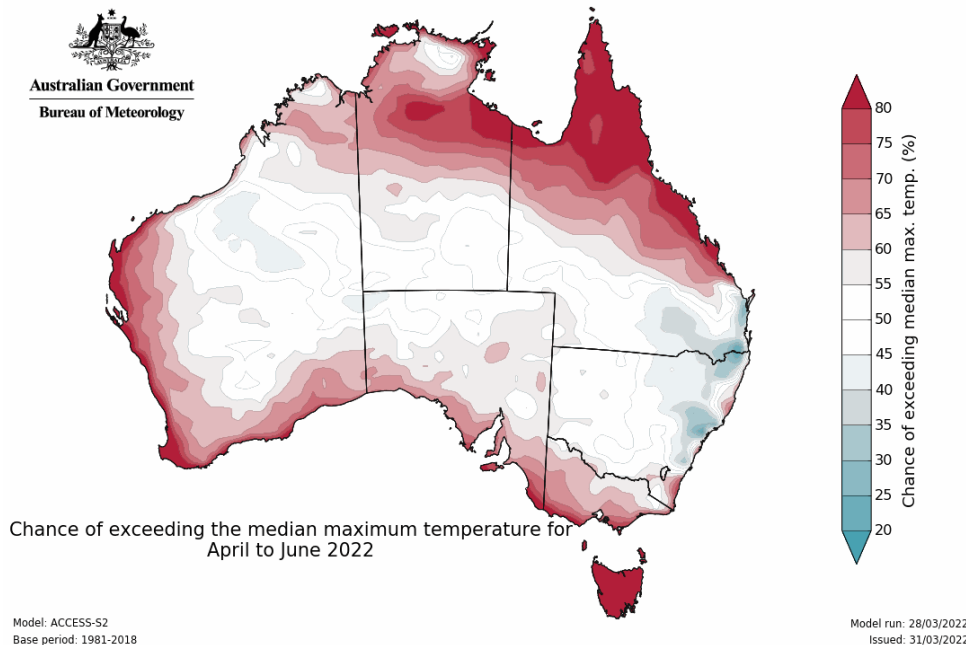 Australian Government
Bureau of Meteorology
80
75
70
65
60
55
50
45
40
35
30
25
20
Chance of exceeding median max. temp. (%)
Chance of exceeding the median maximum temperature for
April to June 2022
Model: ACCESS-S2
Base period: 1981-2018
Model run: 28/03/2022
Issued: 31/03/2022